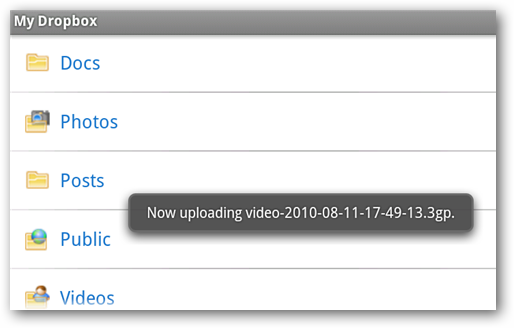 My Dropbox
Docs
Photos
Posts
Now uploading video-2010-08-11-17-49-13.3gp.
Public
Videos